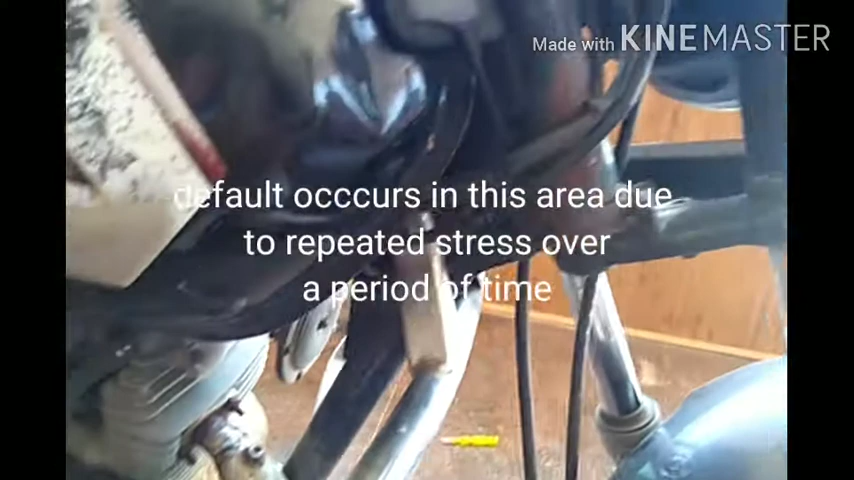 Made with KINEMASTER
default occcurs in this area due
to repeated stress over
a period of time